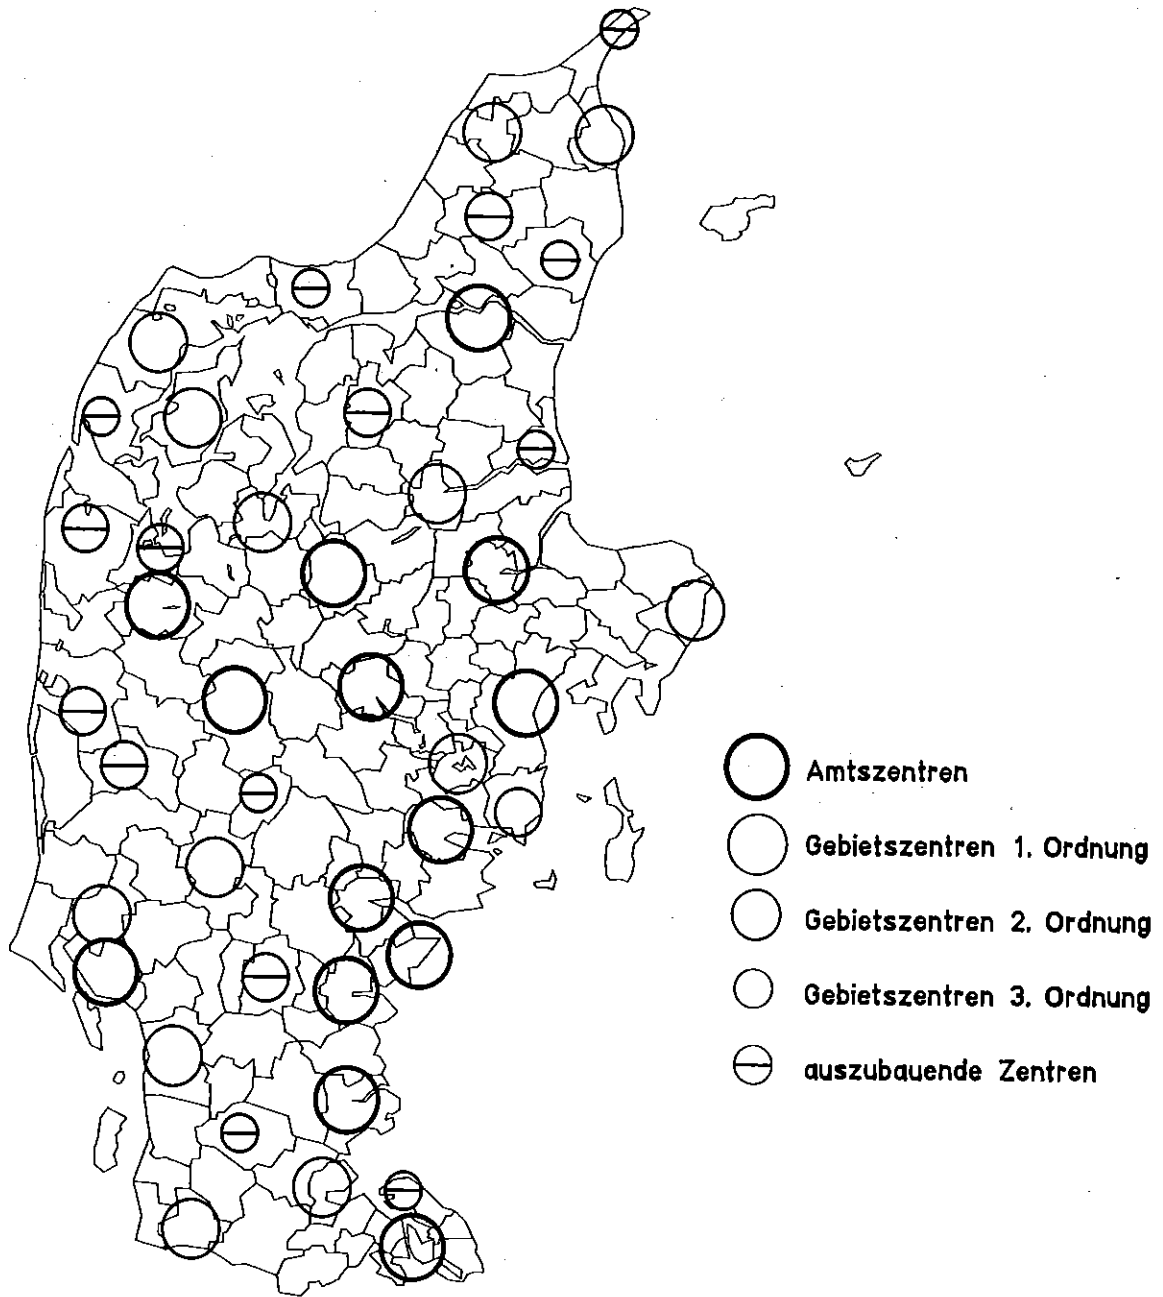 Amtszentren
Gebietszentren 1. Ordnung
Gebietszentren 2. Ordnung
Gebietszentren 3. Ordnung
auszubauende Zentren